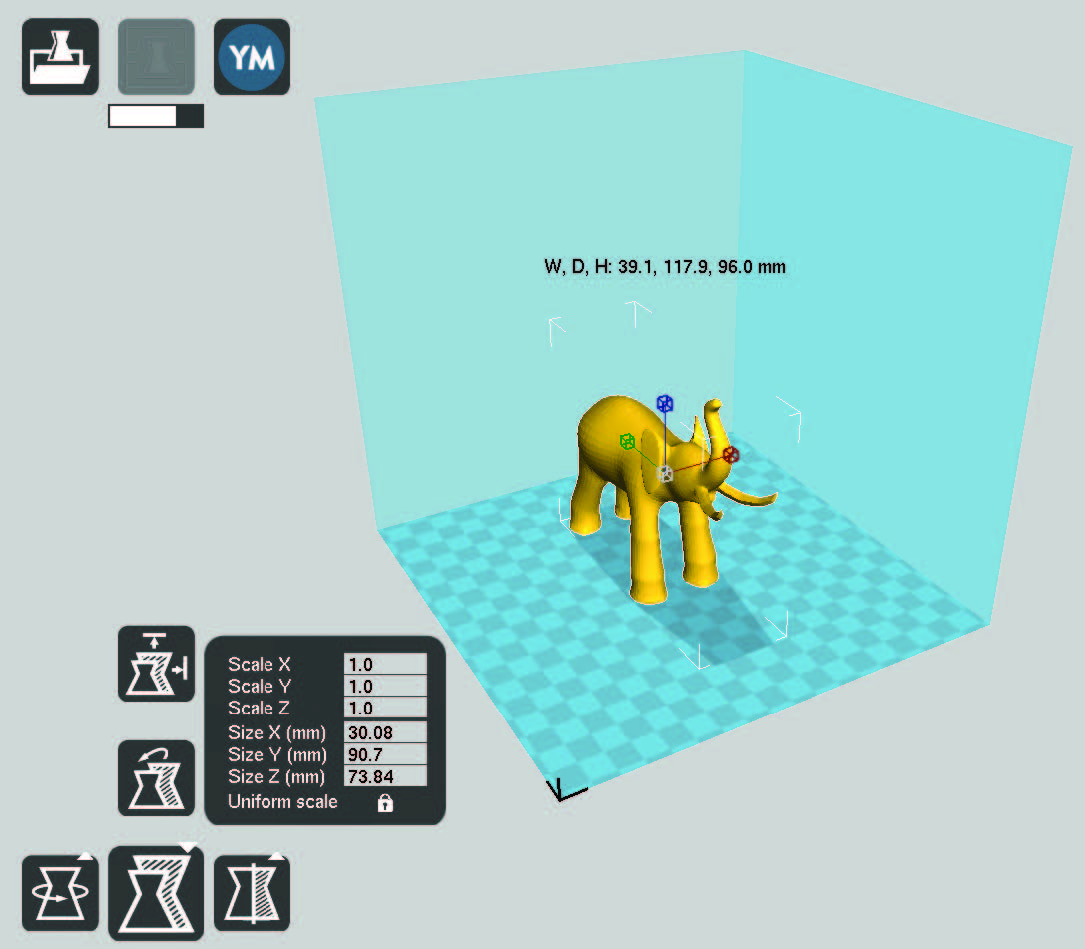 YM
W, D, H: 39.1, 117.9, 96.0 mm
Scale X 1.0
Scale Y 1.0
Scale Z 1.0
Size X (mm) 30.08
Size Y (mm) 90.7
Size Z (mm) 73.84
Uniform scale